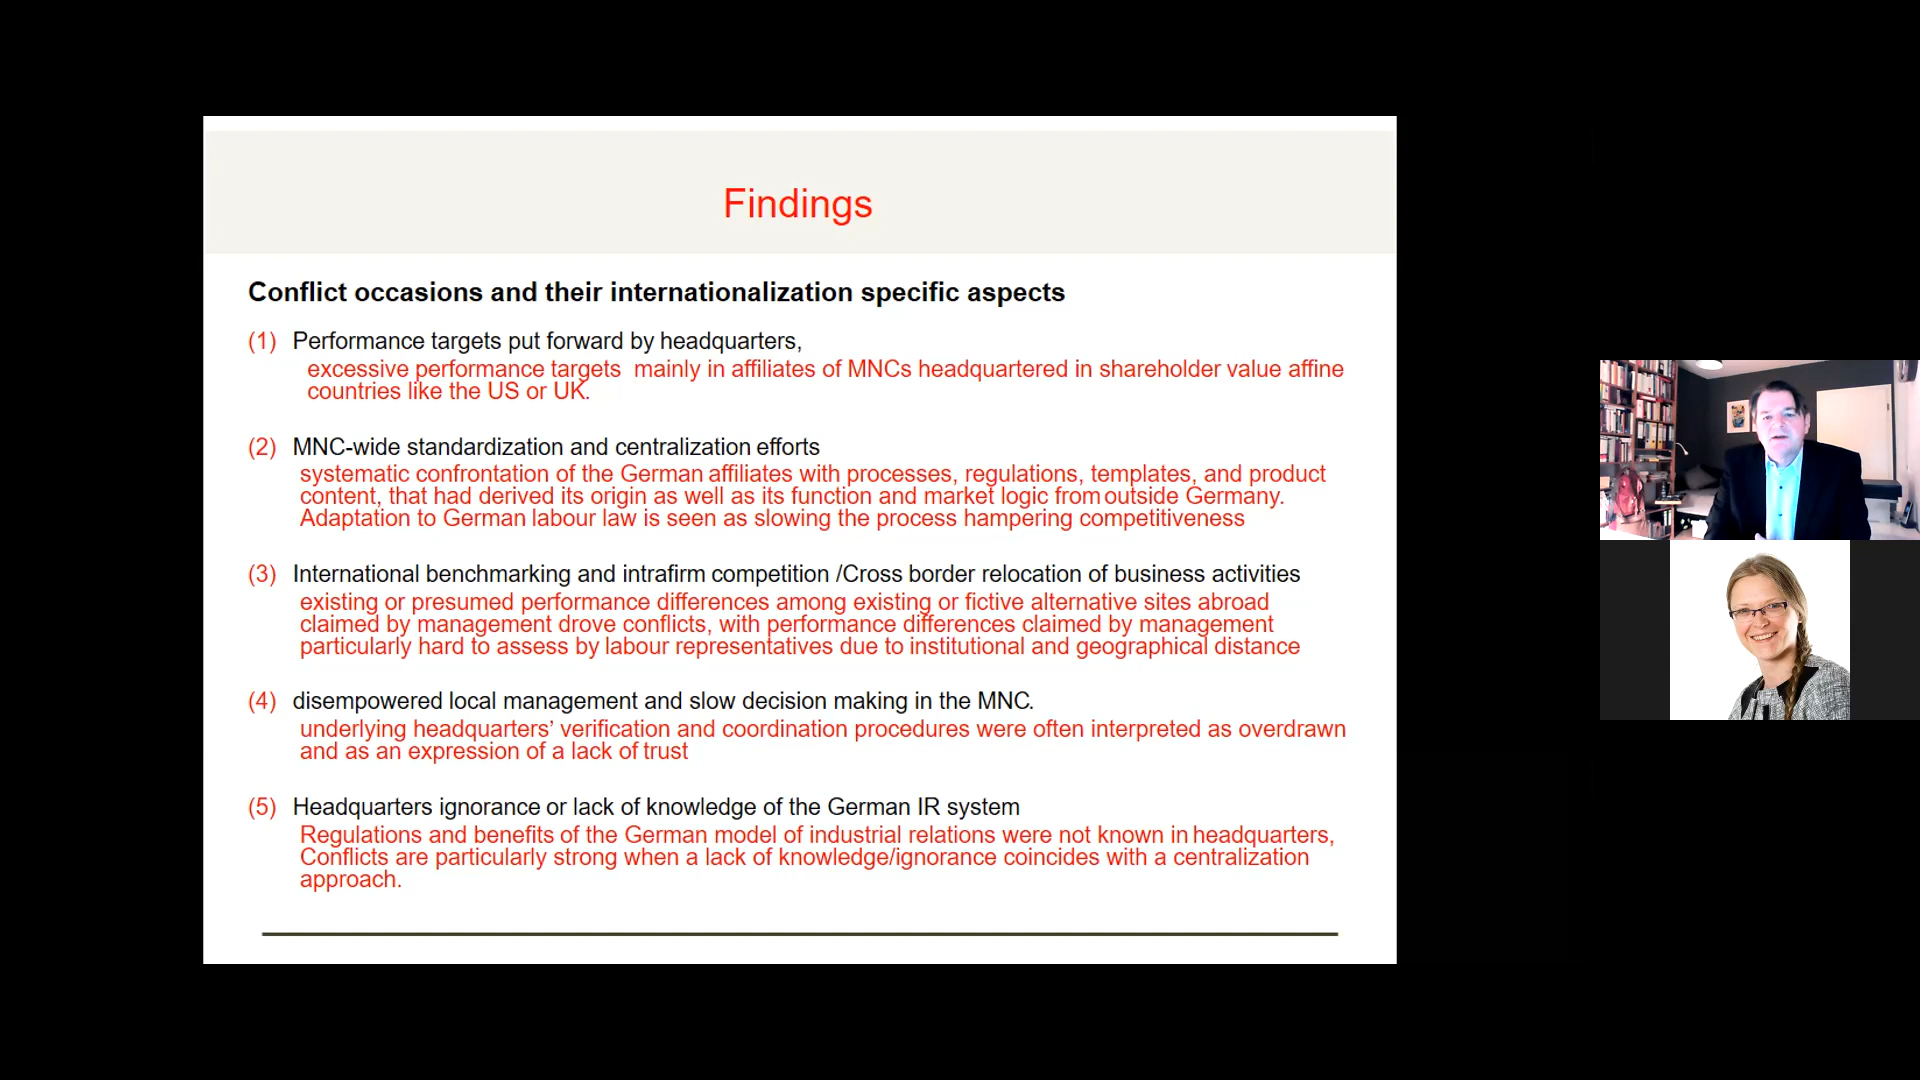 Findings
Conflict occasions and their internationalization specific aspects
(1) Performance targets put forward by headquarters,
excessive performance targets mainly in affiliates of MNCs headquartered in shareholder value affine
countries like the US or UK.
(2) MNC-wide standardization and centralization efforts
systematic confrontation of the German affiliates with processes, regulations, templates, and product
content, that had derived its origin as well as its function and market logic from outside Germany.
Adaptation to German labour law is seen as slowing the process hampering competitiveness
(3) International benchmarking and intrafirm competition /Cross border relocation of business activities
existing or presumed performance differences among existing or fictive alternative sites abroad
claimed by management drove conflicts, with performance differences claimed by management
particularly hard to assess by labour representatives due to institutional and geographical distance
(4) disempowered local management and slow decision making in the MNC.
underlying headquarters’ verification and coordination procedures were often interpreted as overdrawn
and as an expression of a lack of trust
(5) Headquarters ignorance or lack of knowledge of the German IR system
Regulations and benefits of the German model of industrial relations were not known in headquarters,
Conflicts are particularly strong when a lack of knowledge/ignorance coincides with a centralization
approach.